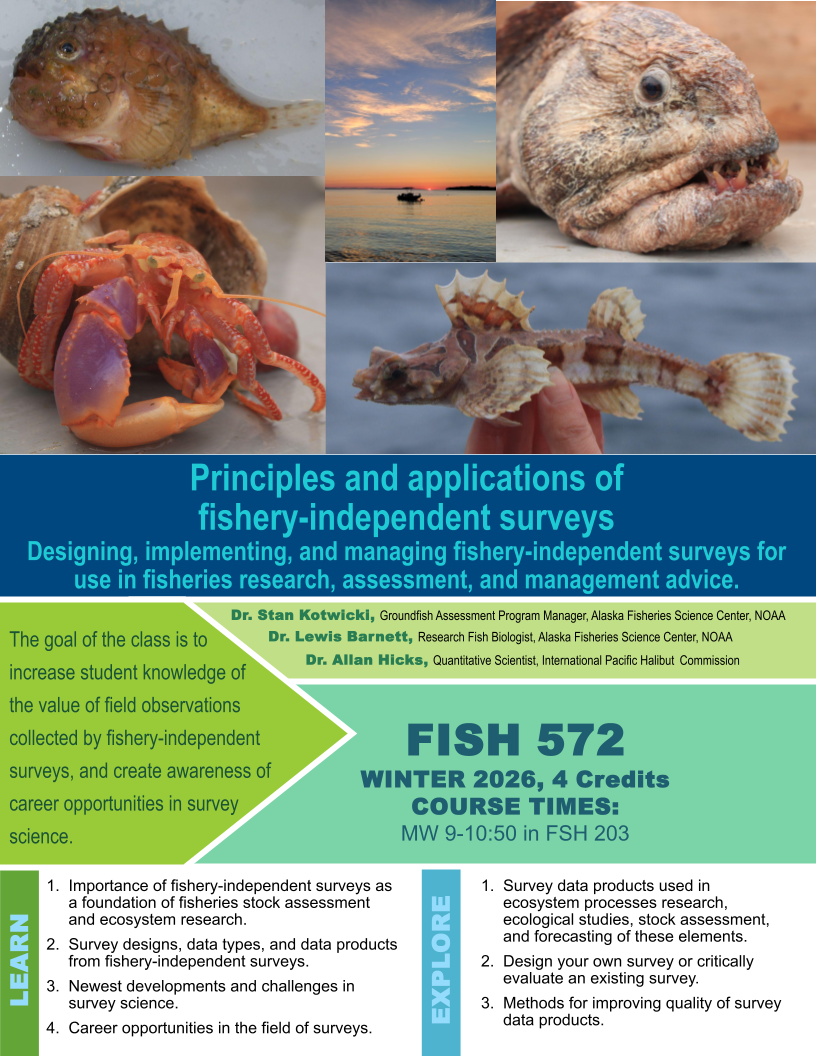 Principles and applications of
fishery-independent surveys
Designing, implementing, and managing fishery-independent surveys for
use in fisheries research, assessment, and management advice.
Dr. Stan Kotwicki, Groundfish Assessment Program Manager, Alaska Fisheries Science Center, NOAA
Dr. Lewis Barnett, Research Fish Biologist, Alaska Fisheries Science Center, NOAA
Dr. Allan Hicks, Quantitative Scientist, International Pacific Halibut Commission
The goal of the class is to
increase student knowledge of
the value of field observations
collected by fishery-independent
surveys, and create awareness of
career opportunities in survey
science.
FISH 572
WINTER 2026, 4 Credits
COURSE TIMES:
MW 9-10:50 in FSH 203
LEARN
1. Importance of fishery-independent surveys as
a foundation of fisheries stock assessment
and ecosystem research.
2. Survey designs, data types, and data products
from fishery-independent surveys.
3. Newest developments and challenges in
survey science.
4. Career opportunities in the field of surveys.
EXPLORE
1. Survey data products used in
ecosystem processes research,
ecological studies, stock assessment,
and forecasting of these elements.
2. Design your own survey or critically
evaluate an existing survey.
3. Methods for improving quality of survey
data products.